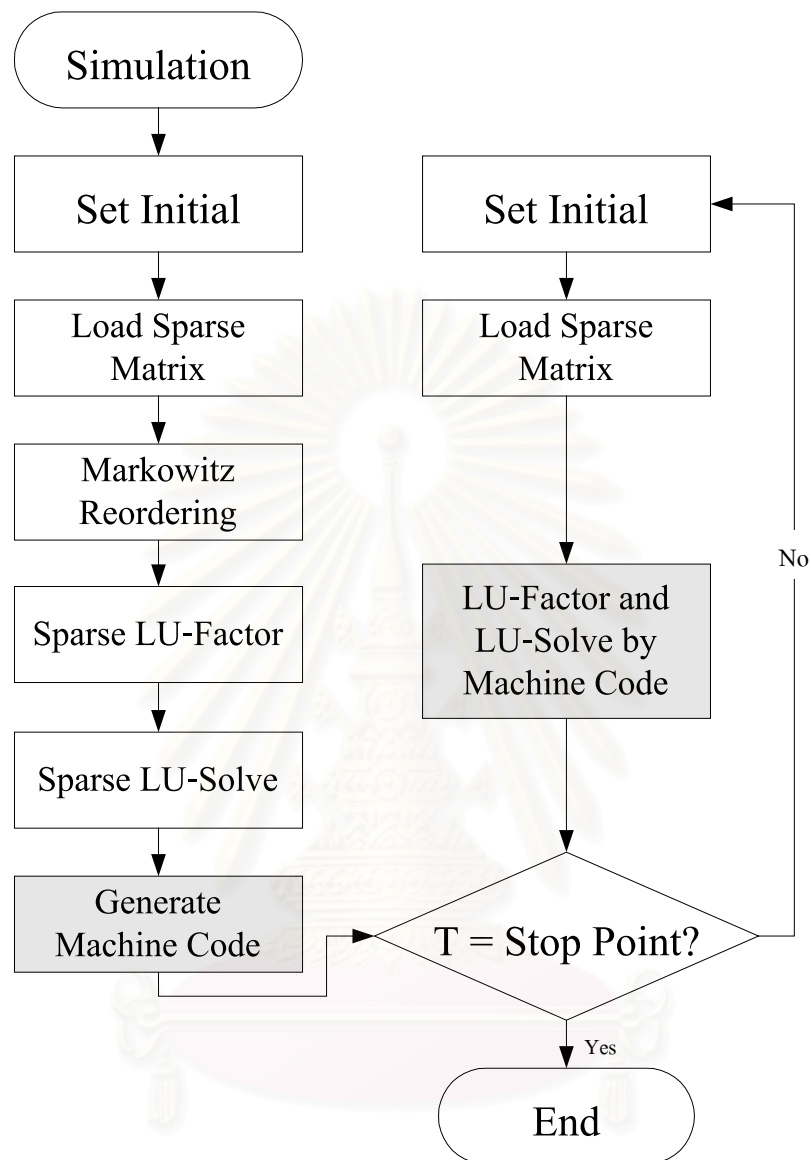 Simulation
Set Initial
Load Sparse
Matrix
Markowitz
Reordering
Sparse LU-Factor
Sparse LU-Solve
Generate
Machine Code
Set Initial
Load Sparse
Matrix
LU-Factor and
LU-Solve by
Machine Code
T = Stop Point?
No
Yes
End